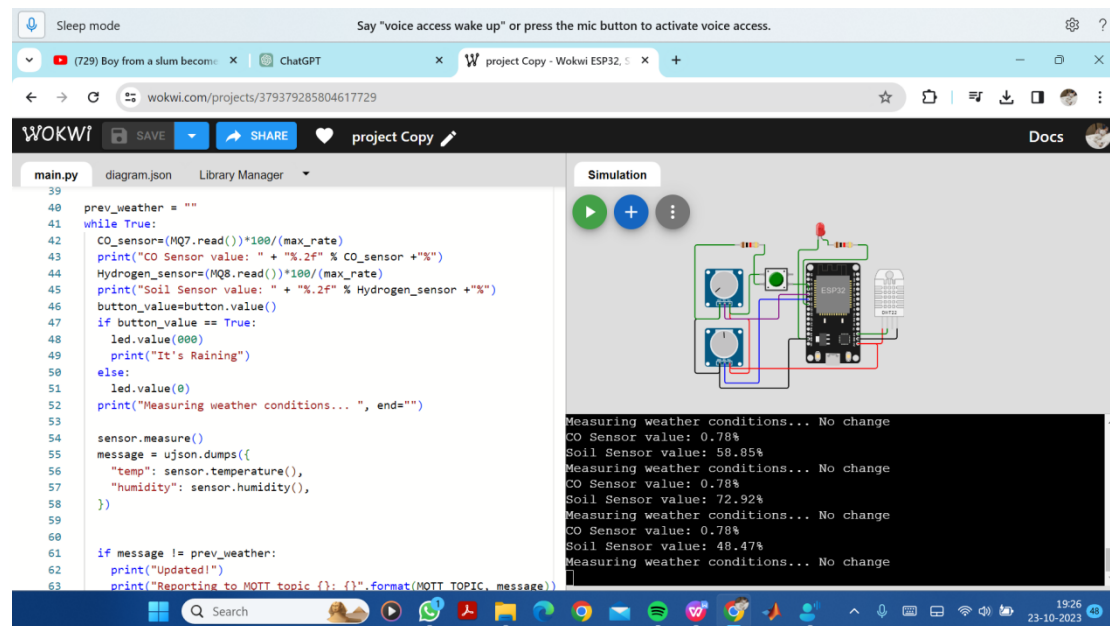 Sleep mode
Say "voice access wake up" or press the mic button to activate voice access.
(729) Boy from a slum become
ChatGPT
project Copy - Wokwi ESP32, S
wokwi.com/projects/379379285804617729
WOKWI
SAVE
SHARE
project Copy
Docs
main.py
diagram.json
Library Manager
39
40 prev_weather = ""
41 while True:
42 CO_sensor=(MQ7.read())*100/(max_rate)
43 print("CO Sensor value: " + "%.2f" % CO_sensor +"%")
44 Hydrogen_sensor=(MQ8.read())*100/(max_rate)
45 print("Soil Sensor value: " + "%.2f" % Hydrogen_sensor +"%")
46 button_value=button.value()
47 if button_value == True:
48 led.value(000)
49 print("It's Raining")
50 else:
51 led.value(0)
52 print("Measuring weather conditions... ", end="")
53
54 sensor.measure()
55 message = ujson.dumps({
56 "temp": sensor.temperature(),
57 "humidity": sensor.humidity(),
58 })
59
60
61 if message != prev_weather:
62 print("Updated!")
63 print("Reporting to MQTT topic {}: {}".format(MQTT_TOPIC, message))
Simulation
ESP32
DHT22
Measuring weather conditions... No change
CO Sensor value: 0.78%
Soil Sensor value: 58.85%
Measuring weather conditions... No change
CO Sensor value: 0.78%
Soil Sensor value: 72.92%
Measuring weather conditions... No change
CO Sensor value: 0.78%
Soil Sensor value: 48.47%
Measuring weather conditions... No change
Search
19:26
23-10-2023
48